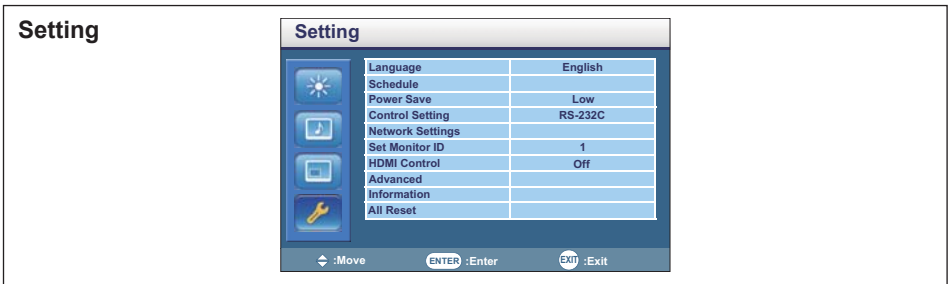 Setting
Setting
Language English
Schedule
Power Save Low
Control Setting RS-232C
Network Settings
Set Monitor ID 1
HDMI Control Off
Advanced
Information
All Reset
:Move ENTER :Enter EXIT :Exit